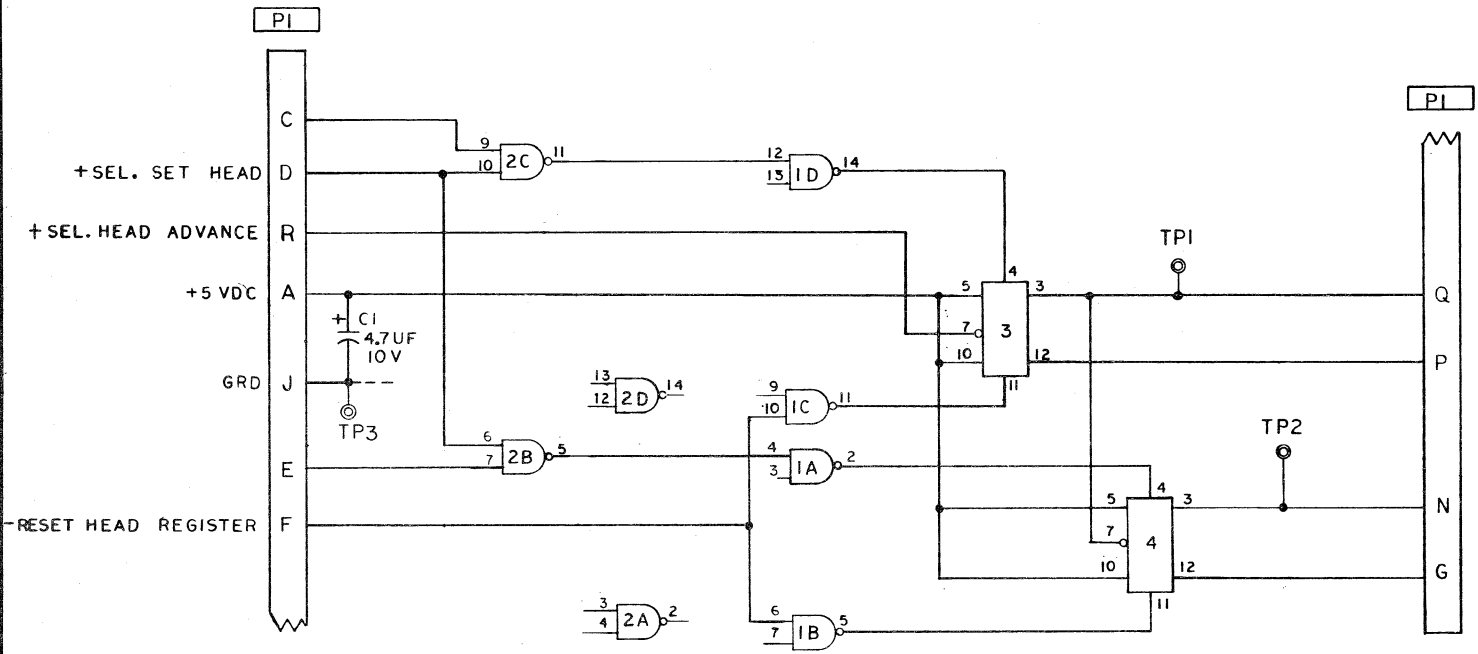 P1
P1
C
9
10
2C
11
12
13
1D
14
+SEL. SET HEAD D
+SEL. HEAD ADVANCE R
TP1
+5 VDC A
5
4
3
Q
+ C1
4.7UF
10V
7
3
10
12
P
11
GRD J
TP3
13
12
2D
14
9
10
1C
11
TP2
6
7
2B
5
4
3
1A
2
E
5
4
3
N
-RESET HEAD REGISTER F
7
4
10
12
G
11
3
4
2A
2
6
7
1B
5